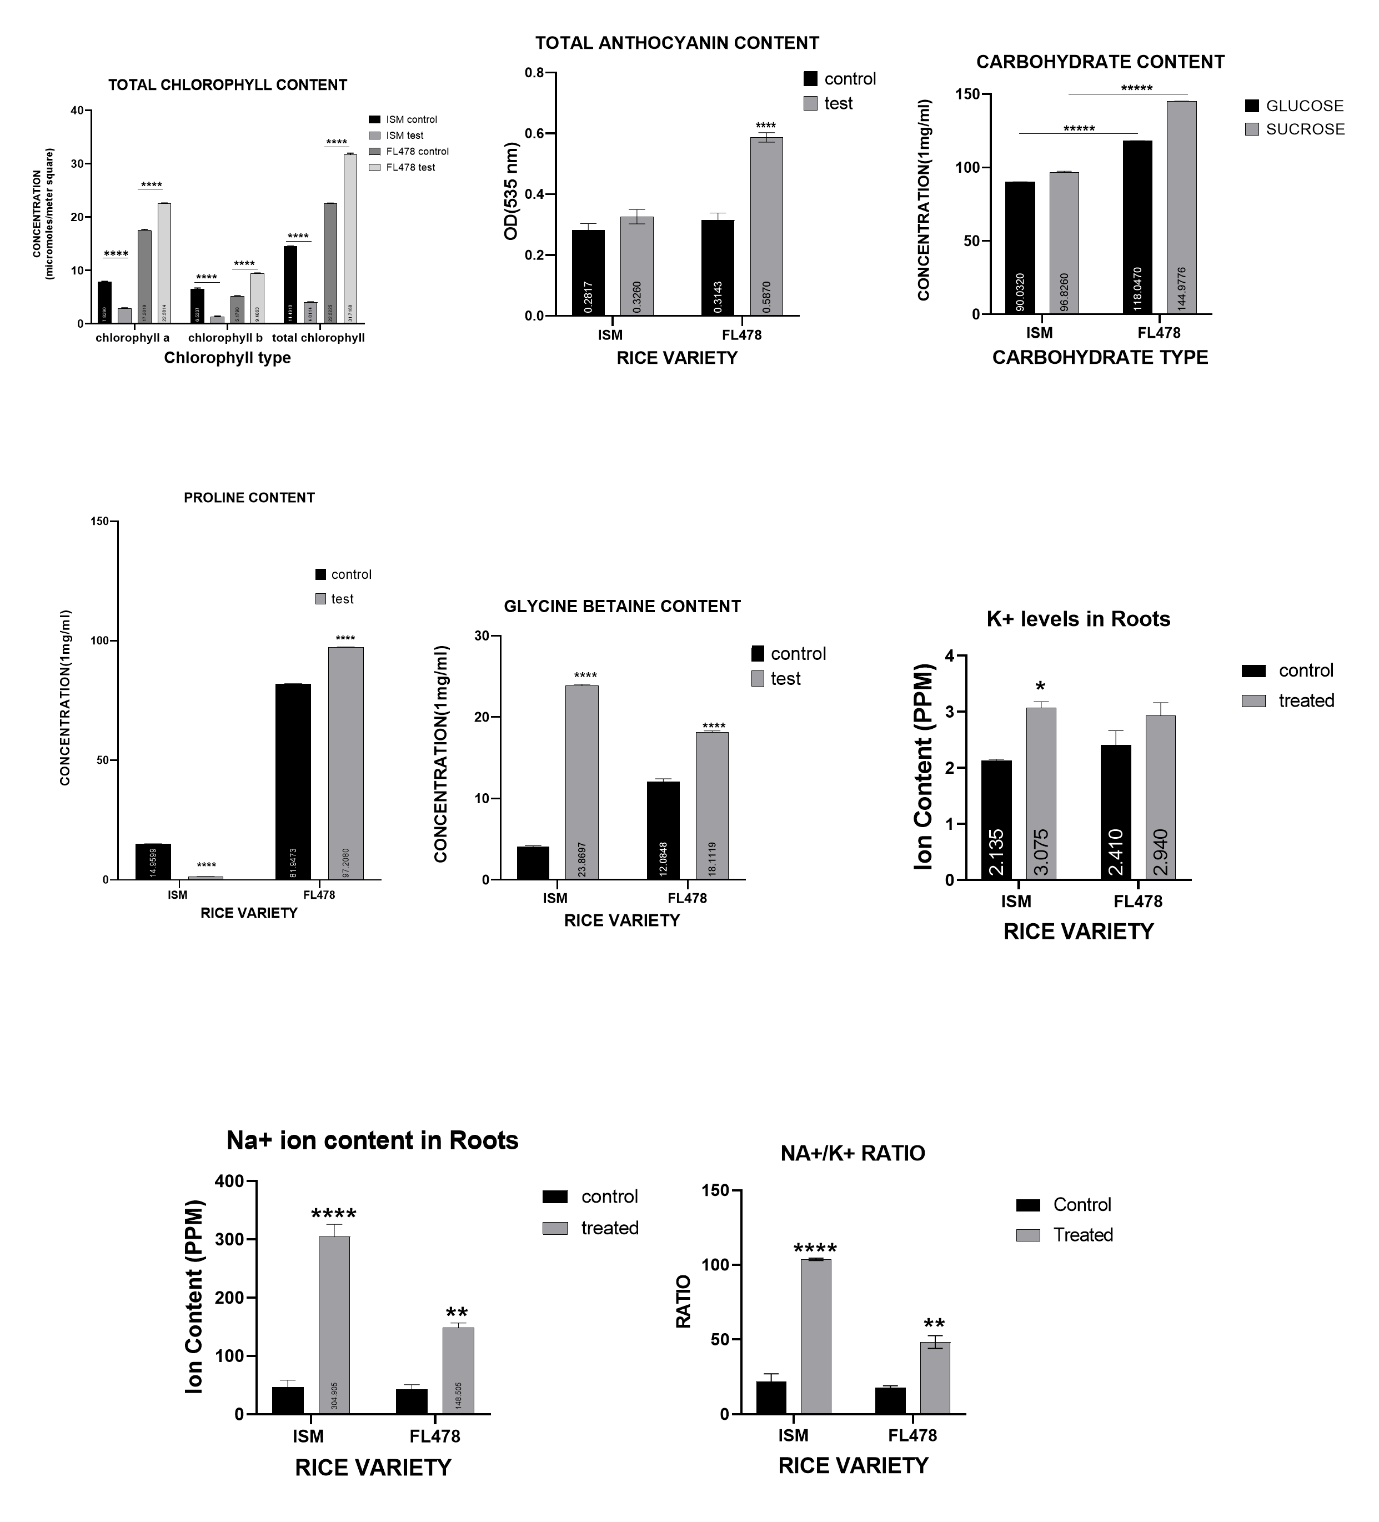 TOTAL CHLOROPHYLL CONTENT
40
30
20
10
0
CONCENTRATION
(micromoles/meter square)
****
****
****
****
****
****
chlorophyll a
chlorophyll b
total chlorophyll
Chlorophyll type
ISM control
ISM test
FL478 control
FL478 test
TOTAL ANTHOCYANIN CONTENT
0.8
0.6
0.4
0.2
0.0
OD(535 nm)
****
0.2817
0.3260
0.3143
0.5870
ISM
FL478
RICE VARIETY
control
test
CARBOHYDRATE CONTENT
150
100
50
0
CONCENTRATION(1mg/ml)
*****
*****
90.0320
96.8260
118.0470
144.9776
ISM
FL478
CARBOHYDRATE TYPE
GLUCOSE
SUCROSE
PROLINE CONTENT
150
100
50
0
CONCENTRATION(1mg/ml)
****
****
14.9599
81.9473
97.2080
ISM
FL478
RICE VARIETY
control
test
GLYCINE BETAINE CONTENT
30
20
10
0
CONCENTRATION(1mg/ml)
****
****
23.8697
12.0848
18.1119
ISM
FL478
RICE VARIETY
control
test
K+ levels in Roots
4
3
2
1
0
Ion Content (PPM)
*
2.135
3.075
2.410
2.940
ISM
FL478
RICE VARIETY
control
treated
Na+ ion content in Roots
400
300
200
100
0
Ion Content (PPM)
****
**
304.905
148.505
ISM
FL478
RICE VARIETY
control
treated
NA+/K+ RATIO
150
100
50
0
RATIO
****
**
ISM
FL478
RICE VARIETY
Control
Treated